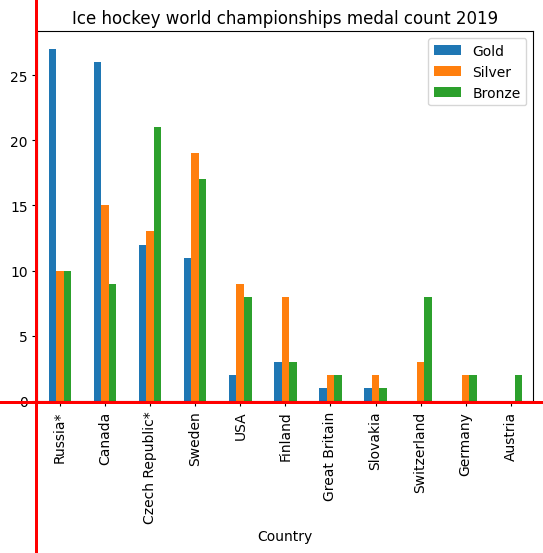 Ice hockey world championships medal count 2019
Gold
Silver
Bronze
25
20
15
10
5
0
Russia*
Canada
Czech Republic*
Sweden
USA
Finland
Great Britain
Slovakia
Switzerland
Germany
Austria
Country